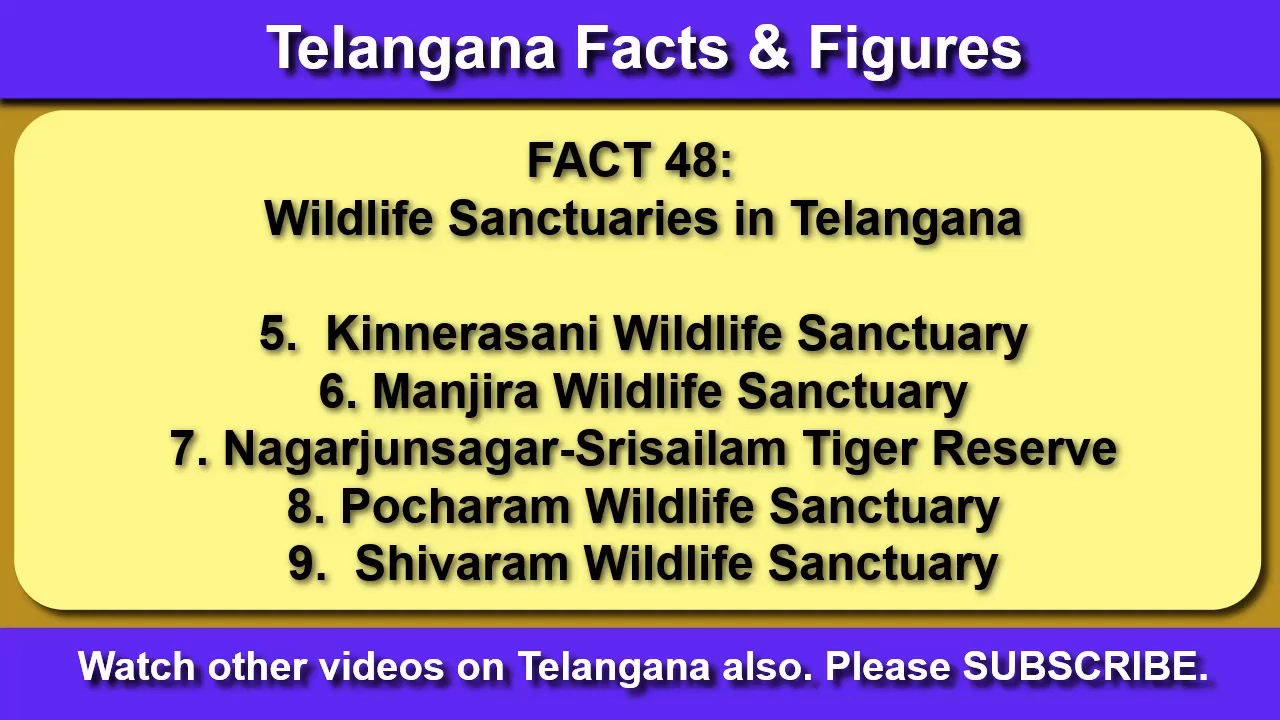 Telangana Facts & Figures
FACT 48:
Wildlife Sanctuaries in Telangana
5. Kinnerasani Wildlife Sanctuary
6. Manjira Wildlife Sanctuary
7. Nagarjunsagar-Srisailam Tiger Reserve
8. Pocharam Wildlife Sanctuary
9. Shivaram Wildlife Sanctuary
Watch other videos on Telangana also. Please SUBSCRIBE.